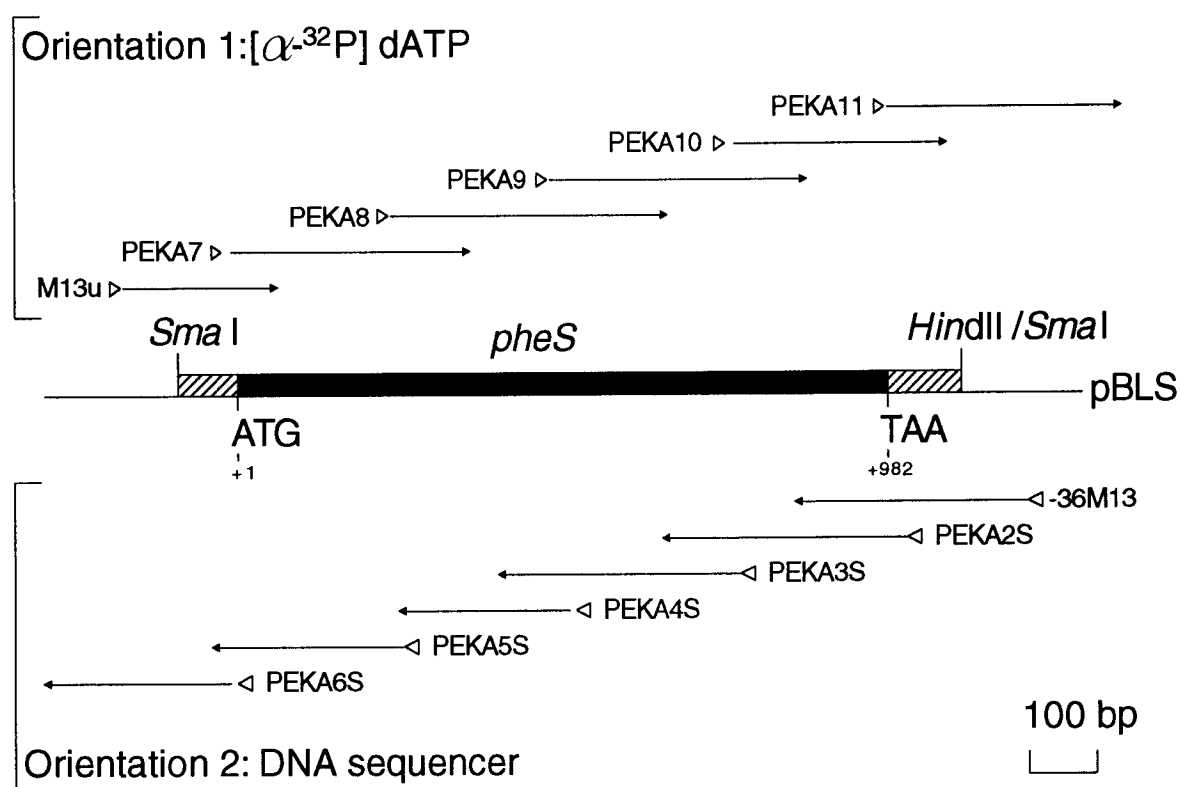 Orientation 1:[α-³²P] dATP
PEKA11
PEKA10
PEKA9
PEKA8
PEKA7
M13u
Sma I
pheS
HindII /SmaI
pBLS
ATG
TAA
+1
+982
-36M13
PEKA2S
PEKA3S
PEKA4S
PEKA5S
PEKA6S
100 bp
Orientation 2: DNA sequencer